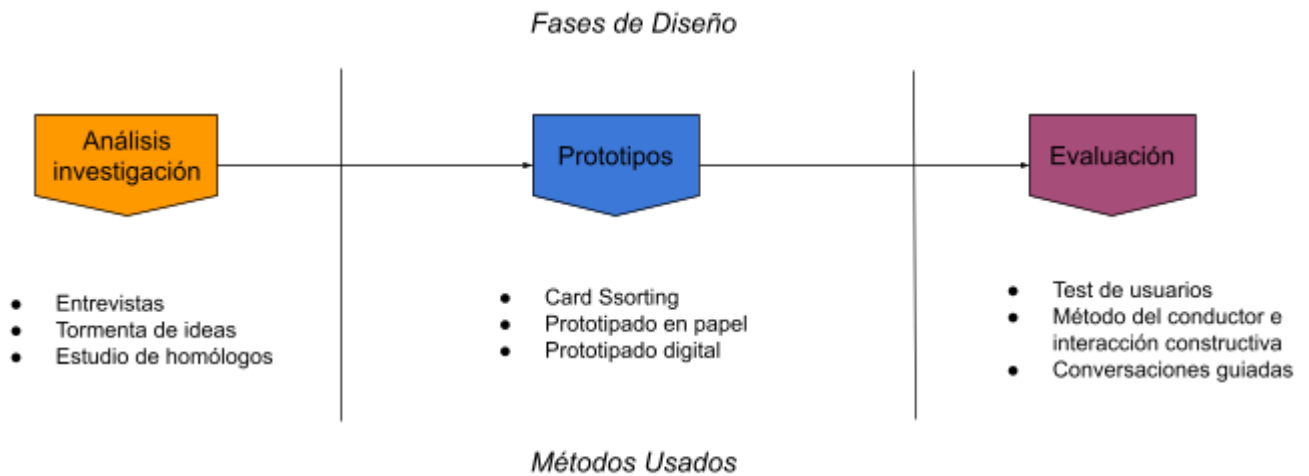 Fases de Diseño
Análisis
investigación
Prototipos
Evaluación
● Entrevistas
● Tormenta de ideas
● Estudio de homólogos
● Card Ssorting
● Prototipado en papel
● Prototipado digital
● Test de usuarios
● Método del conductor e
interacción constructiva
● Conversaciones guiadas
Métodos Usados